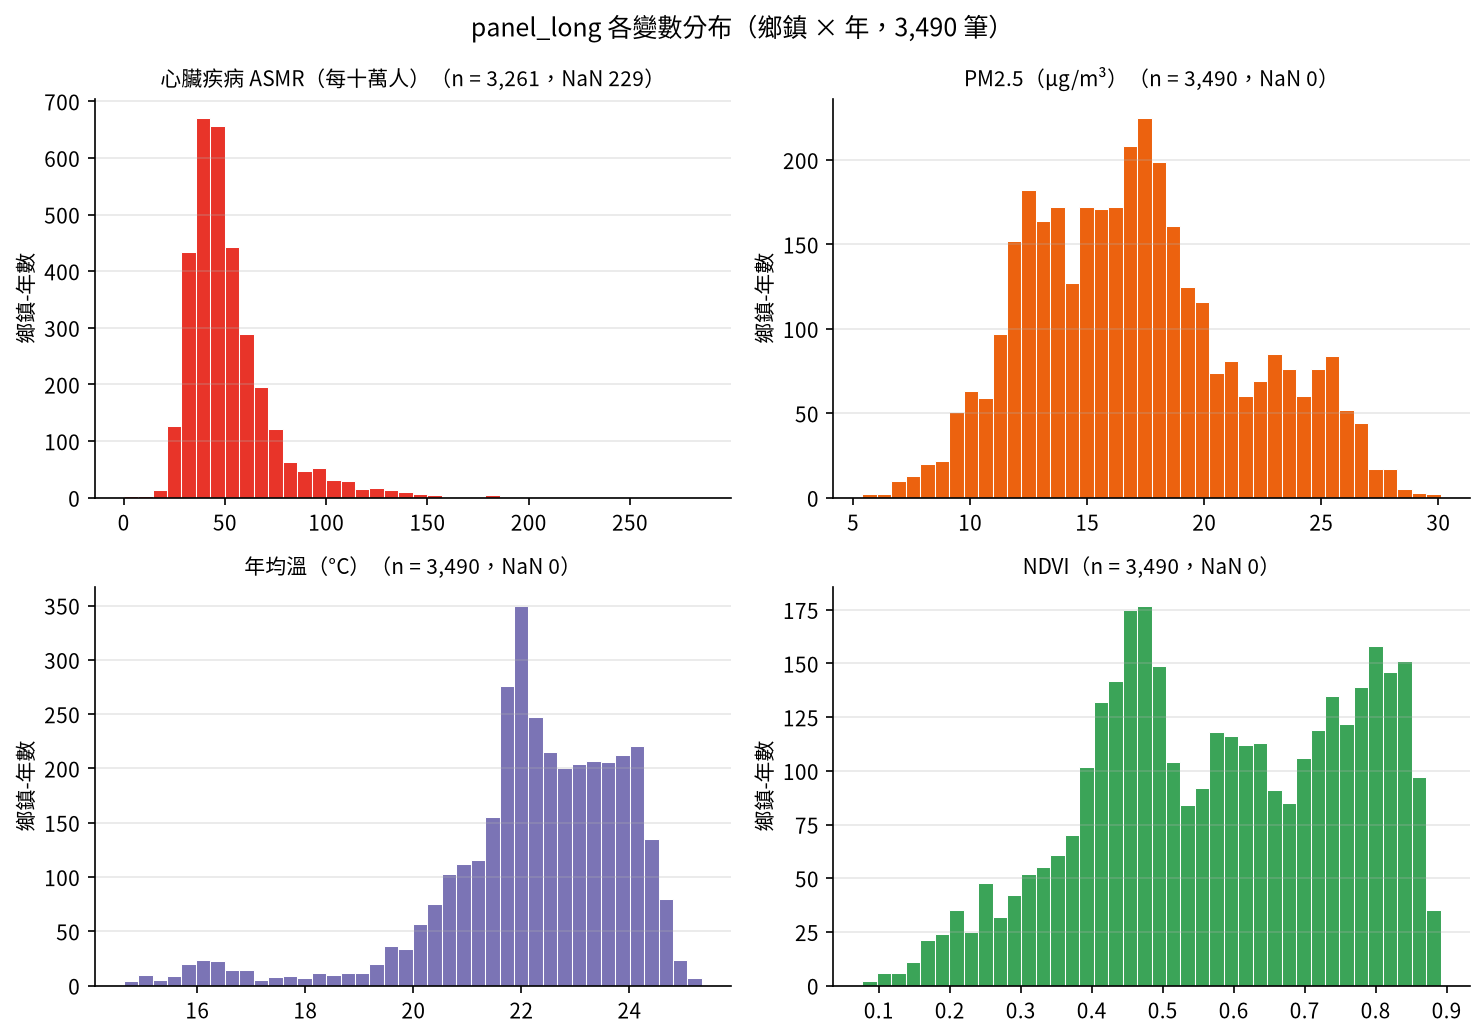 panel_long 各變數分布（鄉鎮 × 年，3,490 筆）
心臟疾病 ASMR（每十萬人）（n = 3,261，NaN 229）
700
600
500
400
300
200
100
0
鄉鎮-年數
0 50 100 150 200 250
PM2.5（μg/m³）（n = 3,490，NaN 0）
200
150
100
50
0
鄉鎮-年數
5 10 15 20 25 30
年均溫（°C）（n = 3,490，NaN 0）
350
300
250
200
150
100
50
0
鄉鎮-年數
16 18 20 22 24
NDVI（n = 3,490，NaN 0）
175
150
125
100
75
50
25
0
鄉鎮-年數
0.1 0.2 0.3 0.4 0.5 0.6 0.7 0.8 0.9